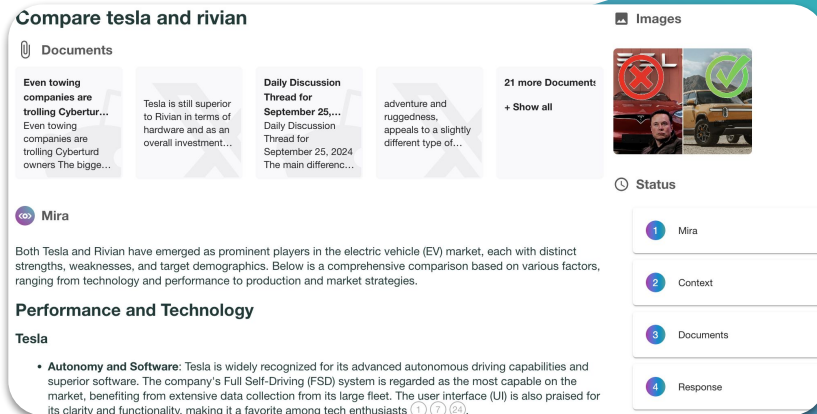 Compare tesla and rivian
Documents
Even towing
companies are
trolling Cybertur...
Even towing
companies are
trolling Cyberturd
owners The bigge...
Tesla is still superior
to Rivian in terms of
hardware and as an
overall investment...
Daily Discussion
Thread for
September 25,...
Daily Discussion
Thread for
September 25, 2024
The main differenc...
adventure and
ruggedness,
appeals to a slightly
different type of...
21 more Documents
+ Show all
Mira
Both Tesla and Rivian have emerged as prominent players in the electric vehicle (EV) market, each with distinct
strengths, weaknesses, and target demographics. Below is a comprehensive comparison based on various factors,
ranging from technology and performance to production and market strategies.
Performance and Technology
Tesla
• Autonomy and Software: Tesla is widely recognized for its advanced autonomous driving capabilities and
superior software. The company's Full Self-Driving (FSD) system is regarded as the most capable on the
market, benefiting from extensive data collection from its large fleet. The user interface (UI) is also praised for
its clarity and functionality, making it a favorite among tech enthusiasts 1 7 24.
Images
Status
1 Mira
2 Context
3 Documents
4 Response